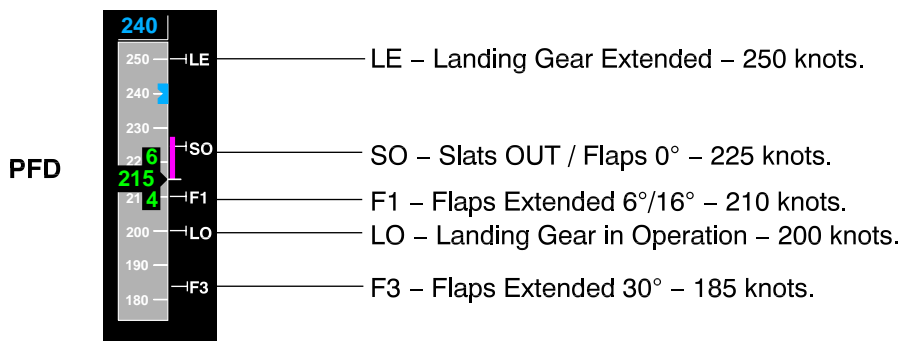 240
250 LE LE – Landing Gear Extended – 250 knots.
240
230
SO SO – Slats OUT / Flaps 0° – 225 knots.
PFD
22 6
215
21 4 F1 F1 – Flaps Extended 6°/16° – 210 knots.
200 LO LO – Landing Gear in Operation – 200 knots.
190
F3 F3 – Flaps Extended 30° – 185 knots.
180